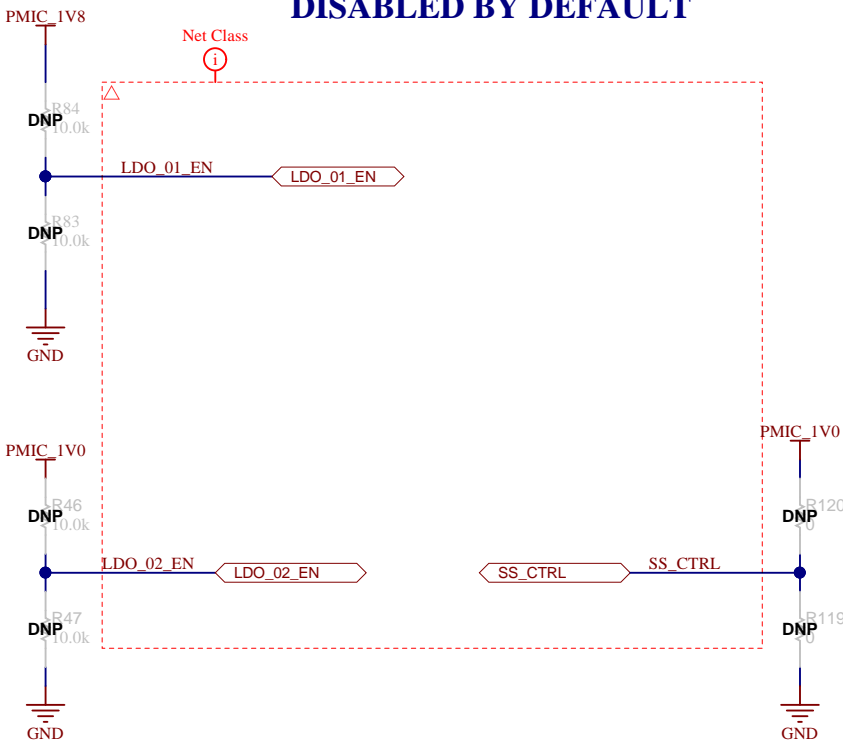 DISABLED BY DEFAULT
PMIC_1V8
Net Class
i
R84
DNP
10.0k
LDO_01_EN
LDO_01_EN
R83
DNP
10.0k
GND
PMIC_1V0
PMIC_1V0
R46
DNP
10.0k
R120
DNP
0
LDO_02_EN
LDO_02_EN
SS_CTRL
SS_CTRL
R47
DNP
10.0k
R119
DNP
0
GND
GND